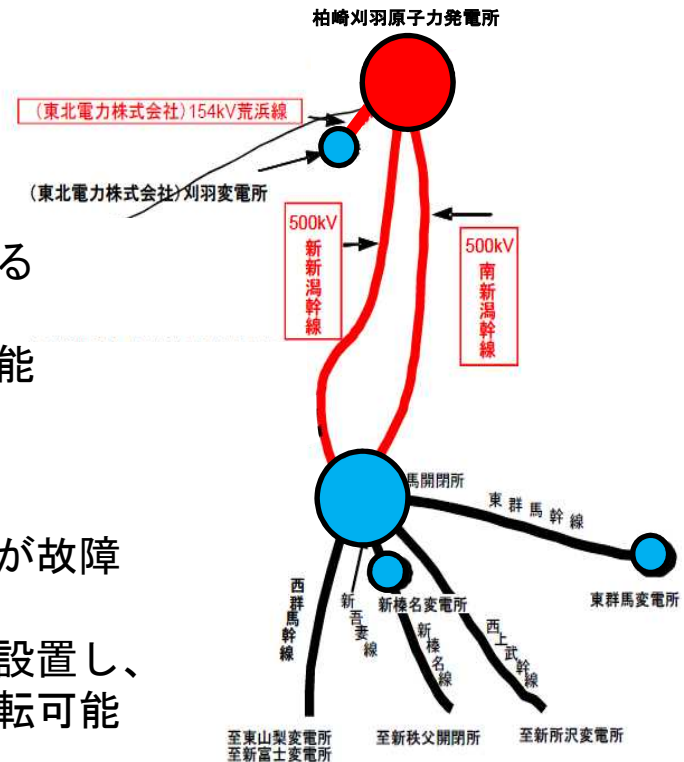 柏崎刈羽原子力発電所
(東北電力株式会社)154kV荒浜線
(東北電力株式会社)刈羽変電所
500kV
新新潟幹線
500kV
南新潟幹線
る
能
馬開閉所
東群馬幹線
が故障
東群馬変電所
新榛名変電所
西群馬幹線
新吾妻線
新榛名線
西上武幹線
設置し、
転可能
至東山梨変電所
至新富士変電所
至新秩父開閉所
至新所沢変電所